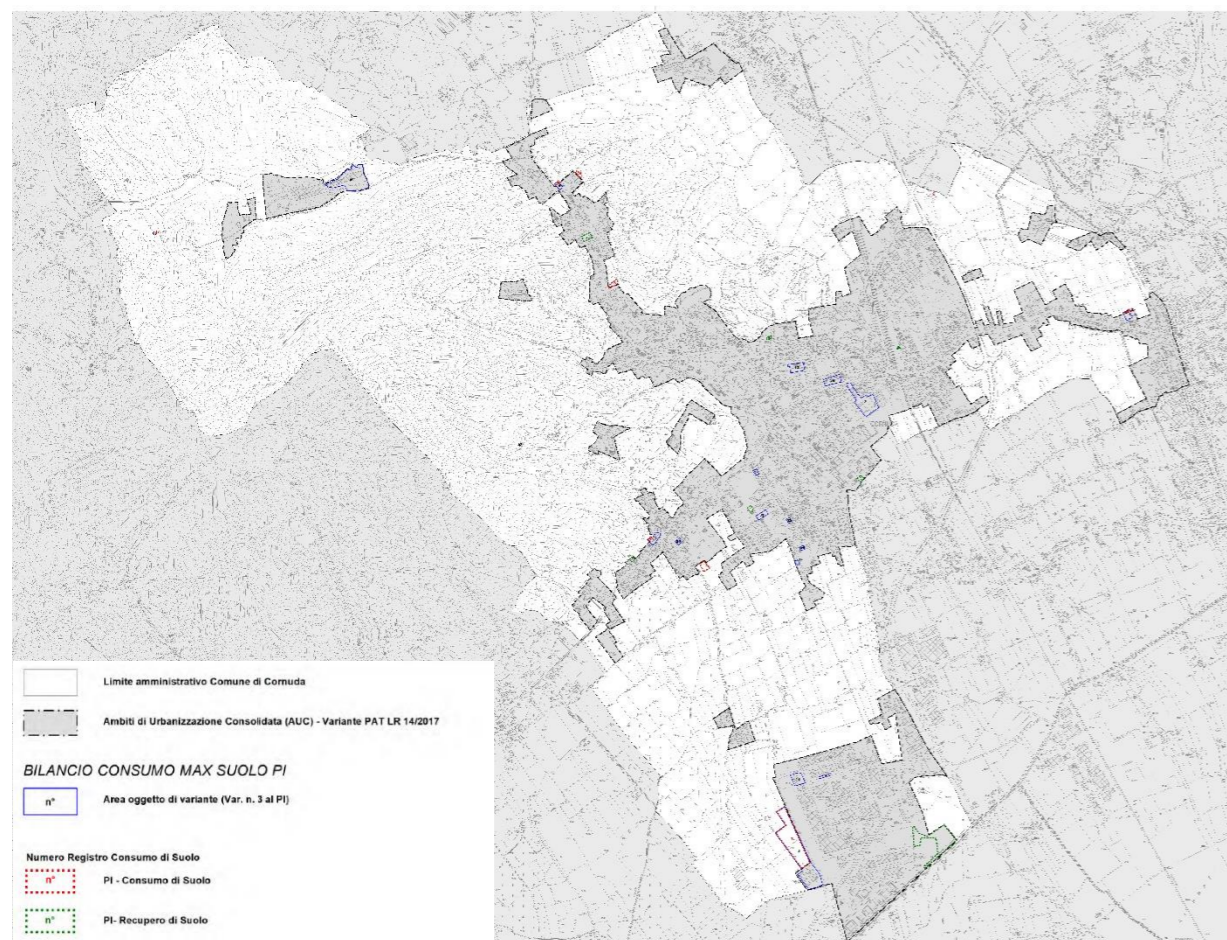 Limite amministrativo Comune di Cornuda
Ambiti di Urbanizzazione Consolidata (AUC) - Variante PAT LR 14/2017
BILANCIO CONSUMO MAX SUOLO PI
n° Area oggetto di variante (Var. n. 3 al PI)
Numero Registro Consumo di Suolo
n° PI - Consumo di Suolo
n° PI- Recupero di Suolo